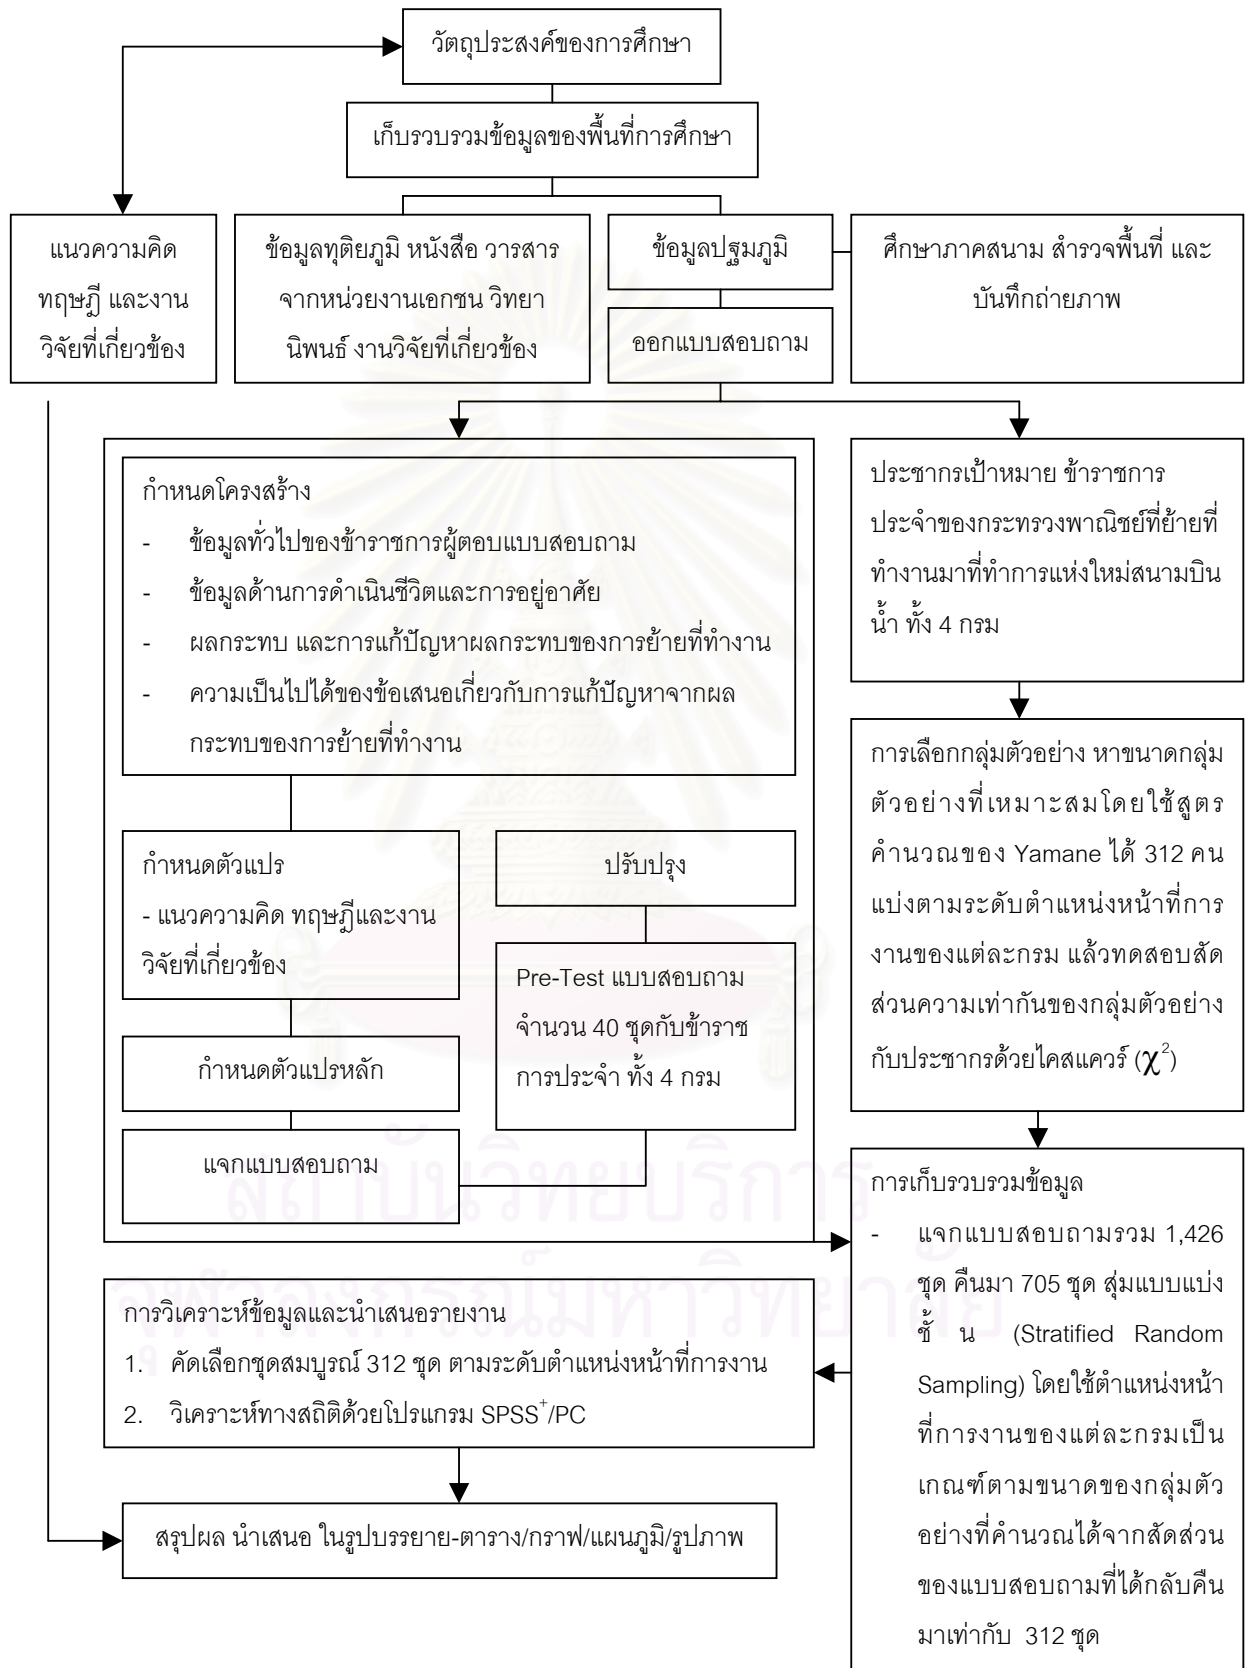 วัตถุประสงค์ของการศึกษา
เก็บรวบรวมข้อมูลของพื้นที่การศึกษา
แนวความคิด
ทฤษฎี และงาน
วิจัยที่เกี่ยวข้อง
ข้อมูลทุติยภูมิ หนังสือ วารสาร
จากหน่วยงานเอกชน วิทยา
นิพนธ์ งานวิจัยที่เกี่ยวข้อง
ข้อมูลปฐมภูมิ
ออกแบบสอบถาม
ศึกษาภาคสนาม สำรวจพื้นที่ และ
บันทึกถ่ายภาพ
กำหนดโครงสร้าง
- ข้อมูลทั่วไปของข้าราชการผู้ตอบแบบสอบถาม
- ข้อมูลด้านการดำเนินชีวิตและการอยู่อาศัย
- ผลกระทบ และการแก้ปัญหาผลกระทบของการย้ายที่ทำงาน
- ความเป็นไปได้ของข้อเสนอเกี่ยวกับการแก้ปัญหาจากผล
กระทบของการย้ายที่ทำงาน
กำหนดตัวแปร
- แนวความคิด ทฤษฎีและงาน
วิจัยที่เกี่ยวข้อง
กำหนดตัวแปรหลัก
แจกแบบสอบถาม
ปรับปรุง
Pre-Test แบบสอบถาม
จำนวน 40 ชุดกับข้าราช
การประจำ ทั้ง 4 กรม
ประชากรเป้าหมาย ข้าราชการ
ประจำของกระทรวงพาณิชย์ที่ย้ายที่
ทำงานมาที่ทำการแห่งใหม่สนามบิน
น้ำ ทั้ง 4 กรม
การเลือกกลุ่มตัวอย่าง หาขนาดกลุ่ม
ตัวอย่างที่เหมาะสมโดยใช้สูตร
คำนวณของ Yamane ได้ 312 คน
แบ่งตามระดับตำแหน่งหน้าที่การ
งานของแต่ละกรม แล้วทดสอบสัด
ส่วนความเท่ากันของกลุ่มตัวอย่าง
กับประชากรด้วยไคสแควร์ (χ²)
การเก็บรวบรวมข้อมูล
- แจกแบบสอบถามรวม 1,426
ชุด คืนมา 705 ชุด สุ่มแบบแบ่ง
ชั้น (Stratified Random
Sampling) โดยใช้ตำแหน่งหน้า
ที่การงานของแต่ละกรมเป็น
เกณฑ์ตามขนาดของกลุ่มตัว
อย่างที่คำนวณได้จากสัดส่วน
ของแบบสอบถามที่ได้กลับคืน
มาเท่ากับ 312 ชุด
การวิเคราะห์ข้อมูลและนำเสนอรายงาน
1. คัดเลือกชุดสมบูรณ์ 312 ชุด ตามระดับตำแหน่งหน้าที่การงาน
2. วิเคราะห์ทางสถิติด้วยโปรแกรม SPSS⁺/PC
สรุปผล นำเสนอ ในรูปบรรยาย-ตาราง/กราฟ/แผนภูมิ/รูปภาพ
สถาบันวิทยบริการ
จุฬาลงกรณ์มหาวิทยาลัย